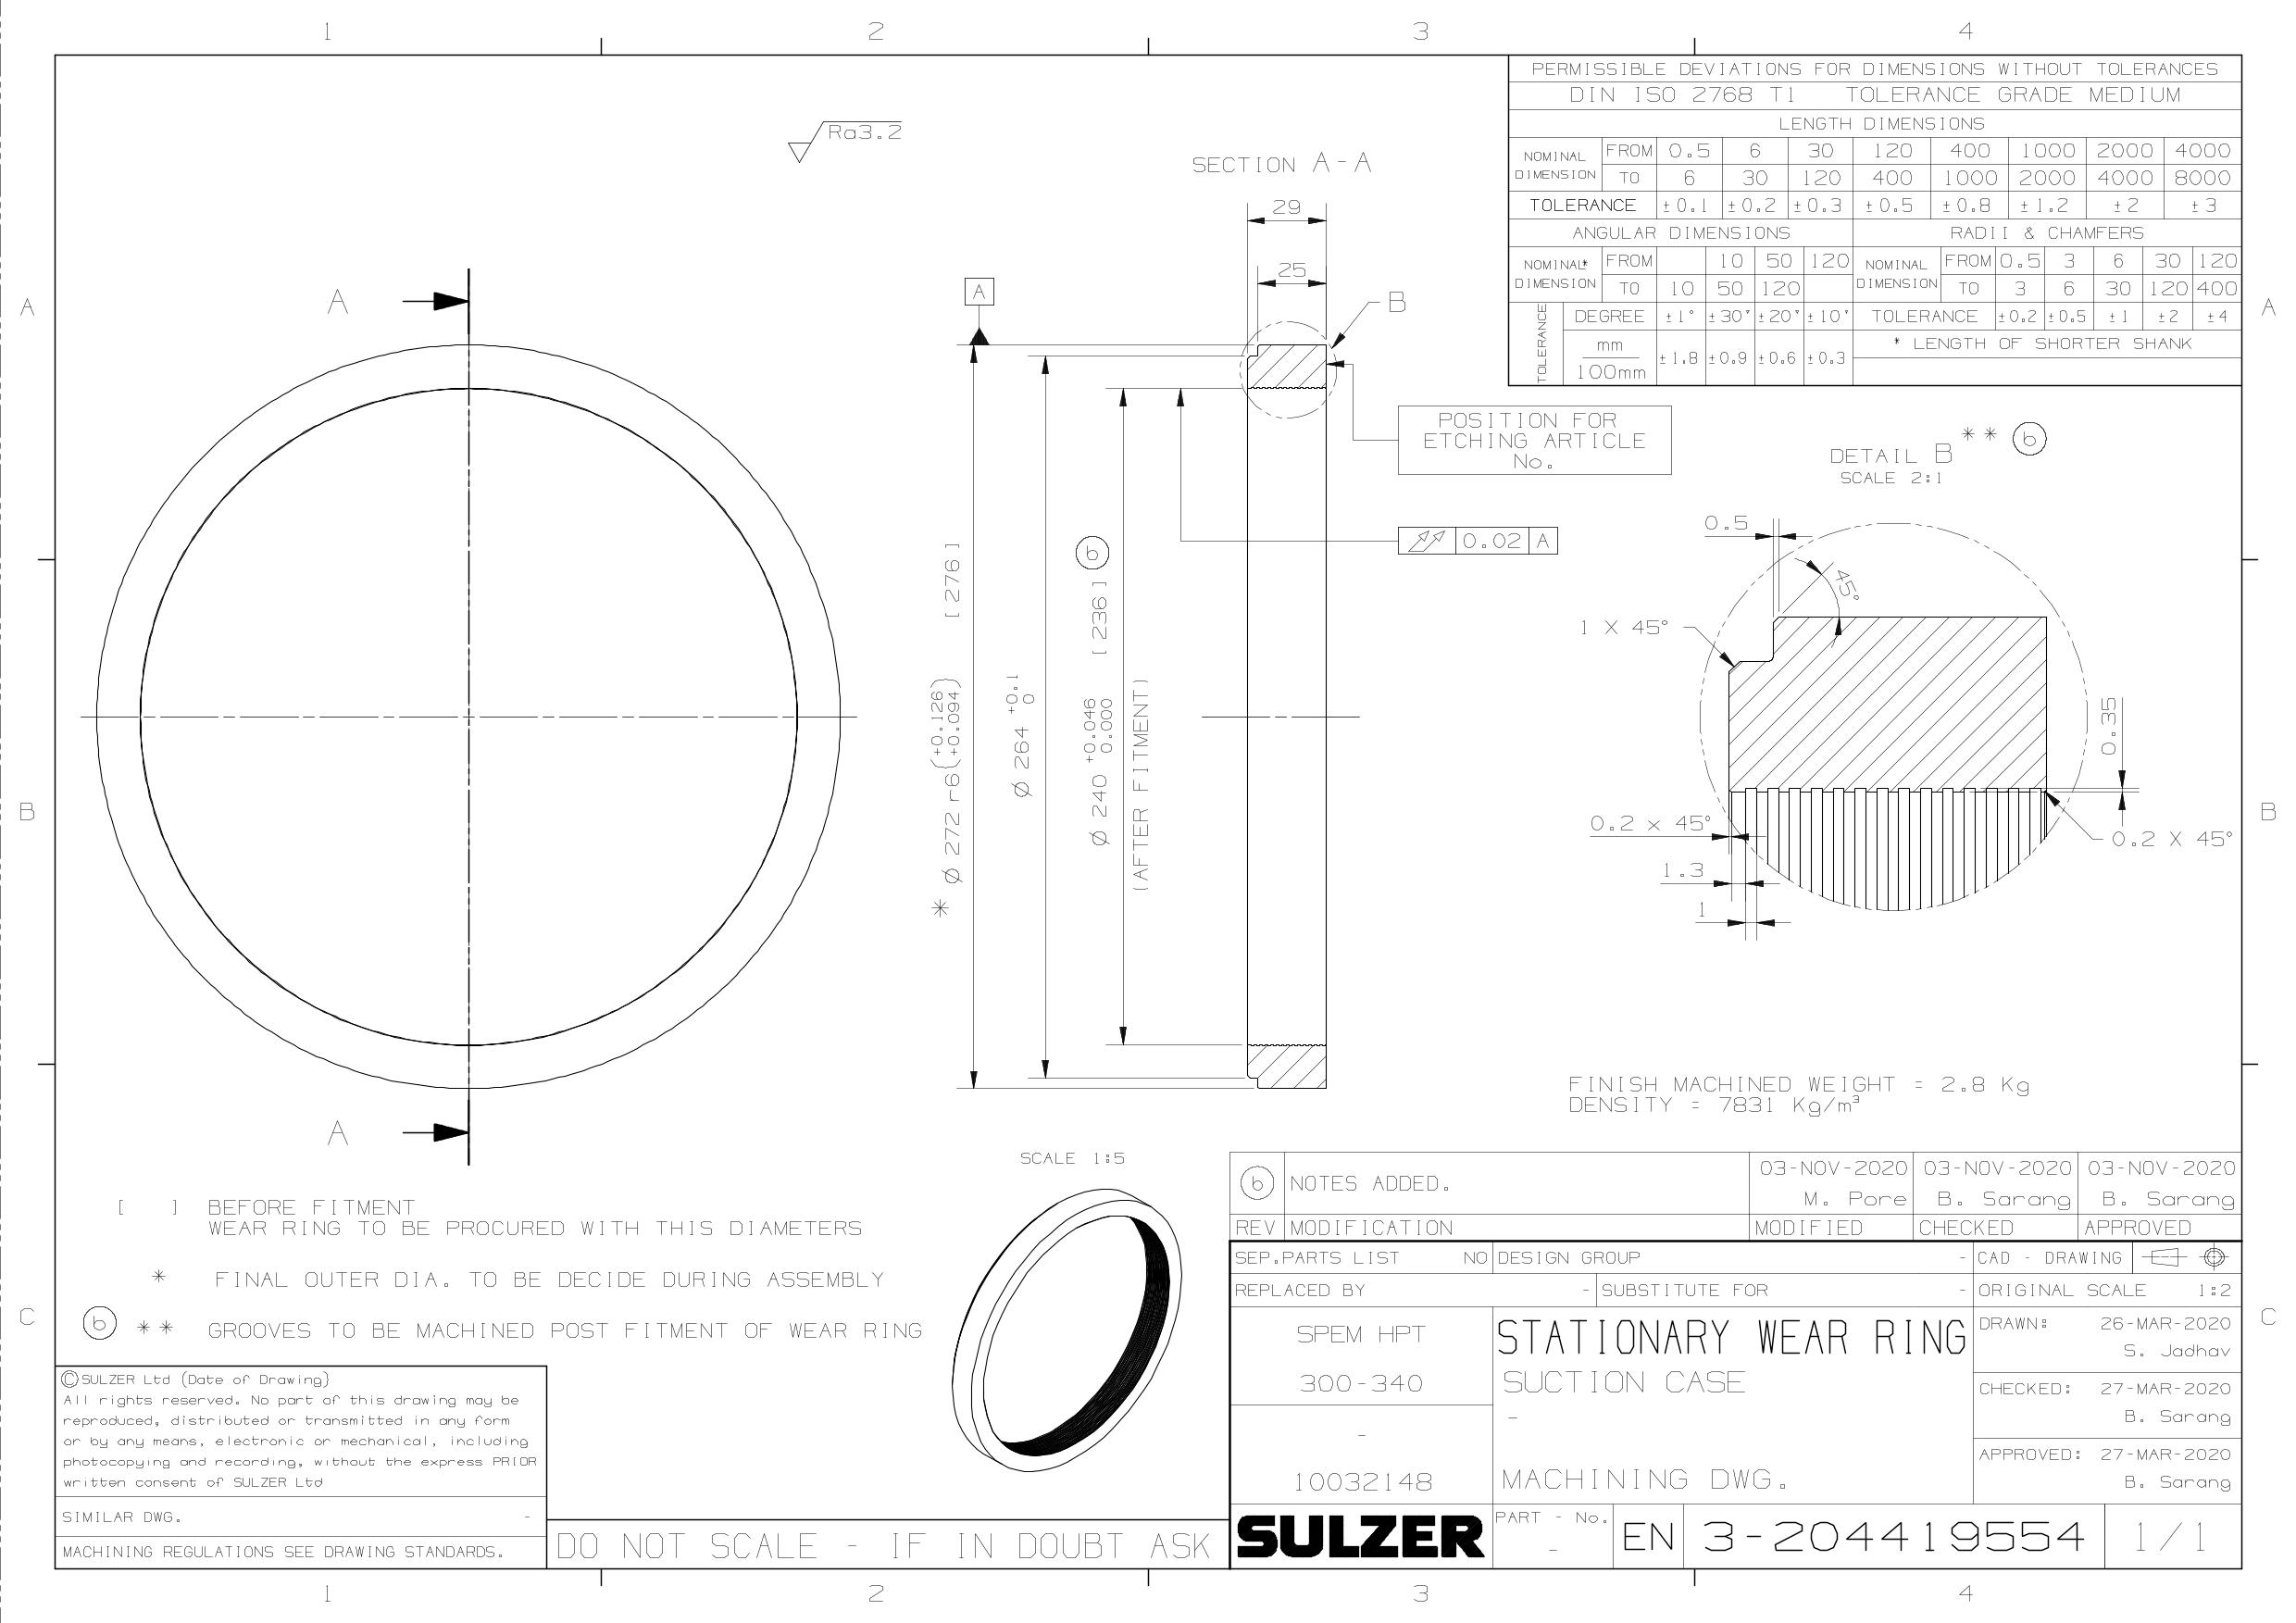 1 2 3 4
A
B
C
A
B
C
1 2 3 4
Ra3.2
A
A
SECTION A-A
29
25
A
B
POSITION FOR
ETCHING ARTICLE
No.
0.02 A
* Ø 272 r6(+0.126 +0.094) [276]
Ø 264 +0.1 0
Ø 240 +0.046 0.000 [236] b
(AFTER FITMENT)
PERMISSIBLE DEVIATIONS FOR DIMENSIONS WITHOUT TOLERANCES
DIN ISO 2768 T1 TOLERANCE GRADE MEDIUM
LENGTH DIMENSIONS
NOMINAL DIMENSION FROM 0.5 6 30 120 400 1000 2000 4000
TO 6 30 120 400 1000 2000 4000 8000
TOLERANCE ±0.1 ±0.2 ±0.3 ±0.5 ±0.8 ±1.2 ±2 ±3
ANGULAR DIMENSIONS RADII & CHAMFERS
NOMINAL* DIMENSION FROM 10 50 120 NOMINAL DIMENSION FROM 0.5 3 6 30 120
TO 10 50 120 TO 3 6 30 120 400
TOLERANCE DEGREE ±1° ±30' ±20' ±10' TOLERANCE ±0.2 ±0.5 ±1 ±2 ±4
mm
100mm ±1.8 ±0.9 ±0.6 ±0.3 * LENGTH OF SHORTER SHANK
DETAIL B ** b
SCALE 2:1
0.5
45°
1 X 45°
0.35
0.2 x 45°
0.2 X 45°
1.3
1
FINISH MACHINED WEIGHT = 2.8 Kg
DENSITY = 7831 Kg/m³
SCALE 1:5
[ ] BEFORE FITMENT
WEAR RING TO BE PROCURED WITH THIS DIAMETERS
* FINAL OUTER DIA. TO BE DECIDE DURING ASSEMBLY
b ** GROOVES TO BE MACHINED POST FITMENT OF WEAR RING
©SULZER Ltd (Date of Drawing)
All rights reserved. No part of this drawing may be
reproduced, distributed or transmitted in any form
or by any means, electronic or mechanical, including
photocopying and recording, without the express PRIOR
written consent of SULZER Ltd
SIMILAR DWG. -
MACHINING REGULATIONS SEE DRAWING STANDARDS.
DO NOT SCALE - IF IN DOUBT ASK
b NOTES ADDED. 03-NOV-2020 03-NOV-2020 03-NOV-2020
M. Pore B. Sarang B. Sarang
REV MODIFICATION MODIFIED CHECKED APPROVED
SEP.PARTS LIST NO DESIGN GROUP - CAD - DRAWING
REPLACED BY - SUBSTITUTE FOR - ORIGINAL SCALE 1:2
SPEM HPT
300-340
-
10032148
STATIONARY WEAR RING
SUCTION CASE
-
MACHINING DWG.
DRAWN: 26-MAR-2020
S. Jadhav
CHECKED: 27-MAR-2020
B. Sarang
APPROVED: 27-MAR-2020
B. Sarang
SULZER
PART - No.
-
EN 3-204419554 1/1